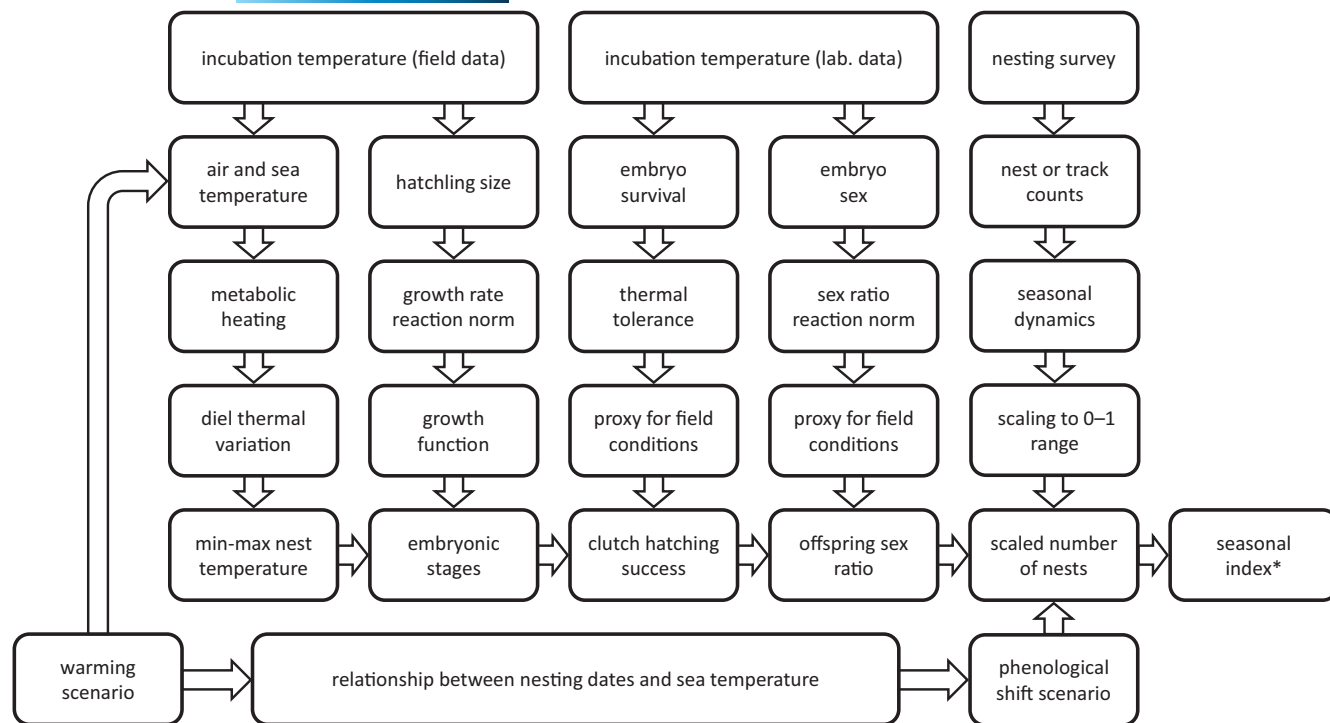 incubation temperature (field data)
incubation temperature (lab. data)
nesting survey
air and sea
temperature
hatchling size
embryo
survival
embryo
sex
nest or track
counts
metabolic
heating
growth rate
reaction norm
thermal
tolerance
sex ratio
reaction norm
seasonal
dynamics
diel thermal
variation
growth
function
proxy for field
conditions
proxy for field
conditions
scaling to 0–1
range
min-max nest
temperature
embryonic
stages
clutch hatching
success
offspring sex
ratio
scaled number
of nests
seasonal
index*
warming
scenario
relationship between nesting dates and sea temperature
phenological
shift scenario